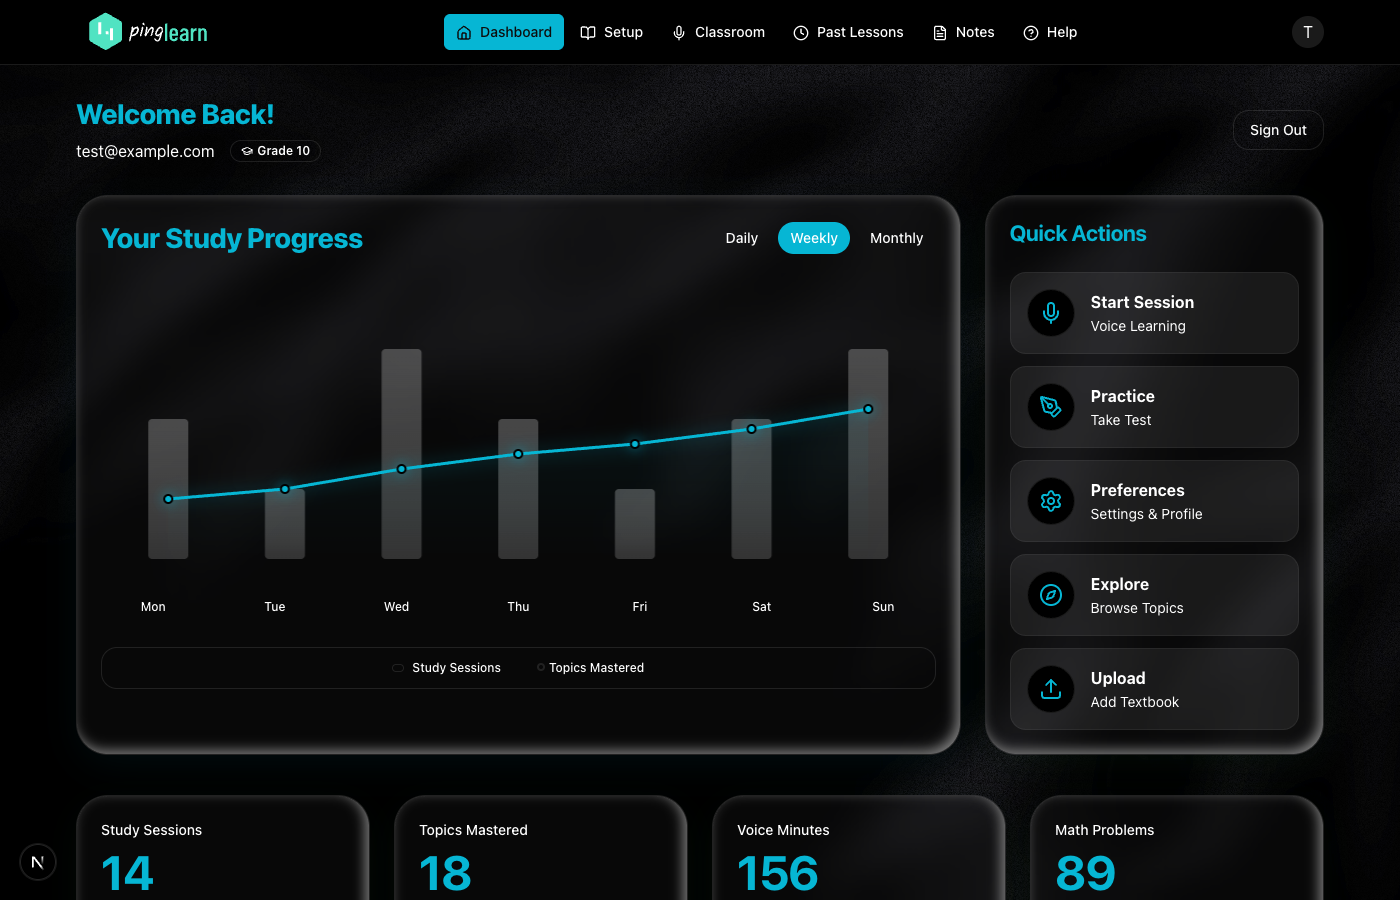 pinglearn
Dashboard
Setup
Classroom
Past Lessons
Notes
Help
T
Welcome Back!
test@example.com
Grade 10
Sign Out
Your Study Progress
Daily
Weekly
Monthly
Mon
Tue
Wed
Thu
Fri
Sat
Sun
Study Sessions
Topics Mastered
Quick Actions
Start Session
Voice Learning
Practice
Take Test
Preferences
Settings & Profile
Explore
Browse Topics
Upload
Add Textbook
Study Sessions
14
Topics Mastered
18
Voice Minutes
156
Math Problems
89
N